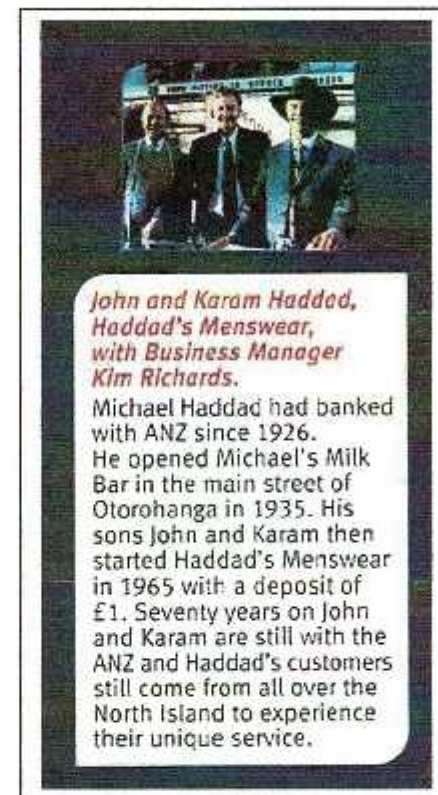 John and Karam Haddad,
Haddad's Menswear,
with Business Manager
Kim Richards.
Michael Haddad had banked
with ANZ since 1926.
He opened Michael's Milk
Bar in the main street of
Otorohanga in 1935. His
sons John and Karam then
started Haddad's Menswear
in 1965 with a deposit of
£1. Seventy years on John
and Karam are still with the
ANZ and Haddad's customers
still come from all over the
North Island to experience
their unique service.